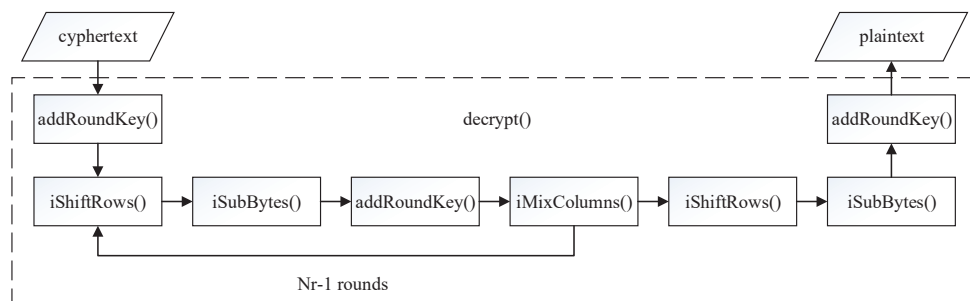 cyphertext
plaintext
addRoundKey()
decrypt()
addRoundKey()
iShiftRows()
iSubBytes()
addRoundKey()
iMixColumns()
iShiftRows()
iSubBytes()
Nr-1 rounds